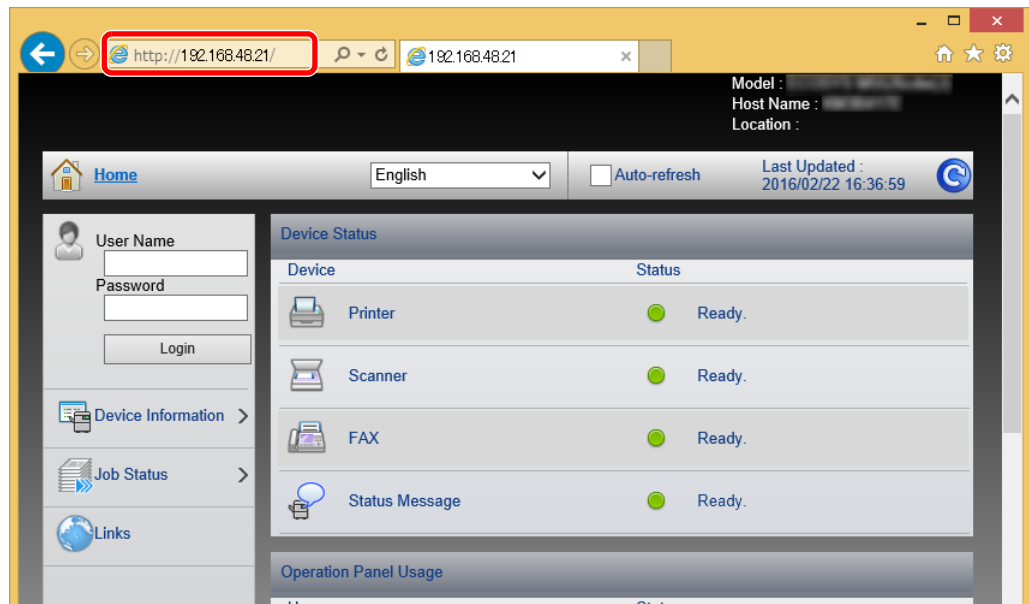 http://192.168.48.21/
192.168.48.21
Model :
Host Name :
Location :
Home
English
Auto-refresh
Last Updated :
2016/02/22 16:36:59
User Name
Password
Login
Device Information
Job Status
Links
Device Status
Device Status
Printer Ready.
Scanner Ready.
FAX Ready.
Status Message Ready.
Operation Panel Usage